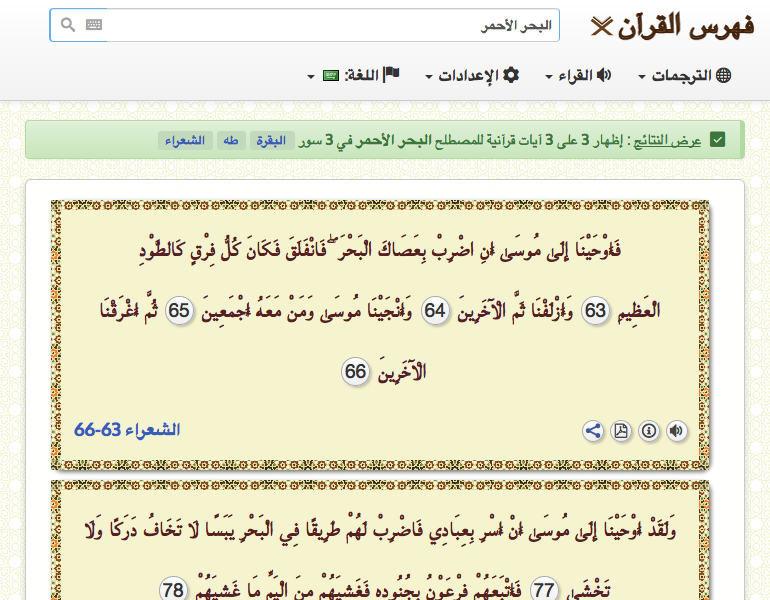 فهرس القرآن
البحر الأحمر
الترجمات
القراء
الإعدادات
اللغة:
عرض النتائج : إظهار 3 على 3 آيات قرآنية للمصطلح البحر الأحمر في 3 سور البقرة طه الشعراء
فَأَوْحَيْنَا إِلَىٰ مُوسَىٰ أَنِ اضْرِبْ بِعَصَاكَ الْبَحْرَ ۖ فَانْفَلَقَ فَكَانَ كُلُّ فِرْقٍ كَالطَّوْدِ
الْعَظِيمِ 63 وَأَزْلَفْنَا ثَمَّ الْآخَرِينَ 64 وَأَنْجَيْنَا مُوسَىٰ وَمَنْ مَعَهُ أَجْمَعِينَ 65 ثُمَّ أَغْرَقْنَا
الْآخَرِينَ 66
الشعراء 63-66
وَلَقَدْ أَوْحَيْنَا إِلَىٰ مُوسَىٰ أَنْ أَسْرِ بِعِبَادِي فَاضْرِبْ لَهُمْ طَرِيقًا فِي الْبَحْرِ يَبَسًا لَا تَخَافُ دَرَكًا وَلَا
تَخْشَىٰ 77 فَأَتْبَعَهُمْ فِرْعَوْنُ بِجُنُودِهِ فَغَشِيَهُمْ مِنَ الْيَمِّ مَا غَشِيَهُمْ 78